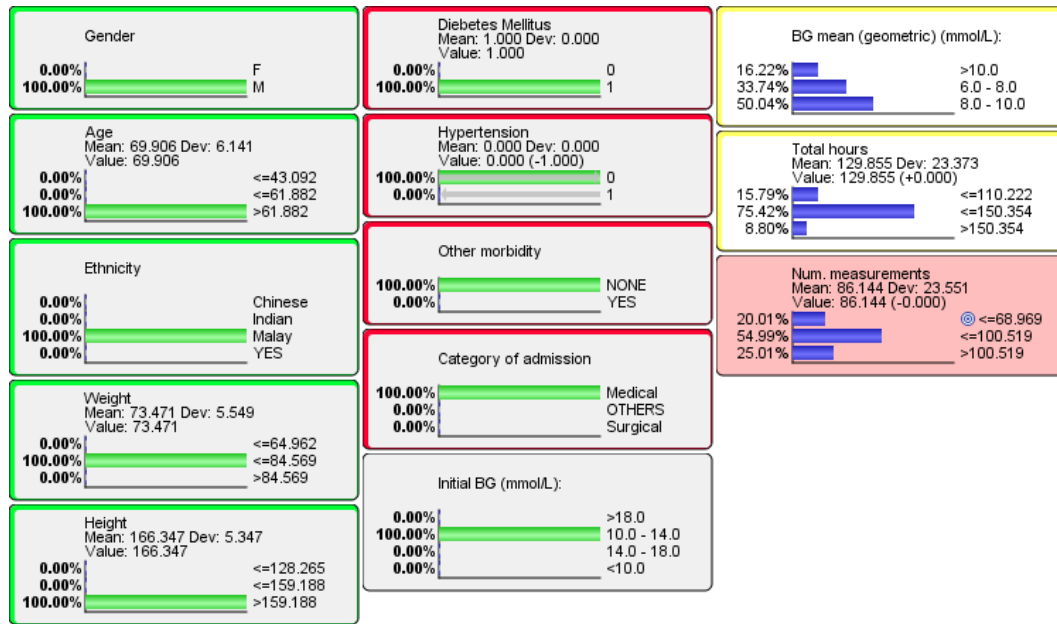 Gender
0.00% F
100.00% M
Age
Mean: 69.906 Dev: 6.141
Value: 69.906
0.00% <=43.092
0.00% <=61.882
100.00% >61.882
Ethnicity
0.00% Chinese
0.00% Indian
100.00% Malay
0.00% YES
Weight
Mean: 73.471 Dev: 5.549
Value: 73.471
0.00% <=64.962
100.00% <=84.569
0.00% >84.569
Height
Mean: 166.347 Dev: 5.347
Value: 166.347
0.00% <=128.265
0.00% <=159.188
100.00% >159.188
Diebetes Mellitus
Mean: 1.000 Dev: 0.000
Value: 1.000
0.00% 0
100.00% 1
Hypertension
Mean: 0.000 Dev: 0.000
Value: 0.000 (-1.000)
100.00% 0
0.00% 1
Other morbidity
100.00% NONE
0.00% YES
Category of admission
100.00% Medical
0.00% OTHERS
0.00% Surgical
Initial BG (mmol/L):
0.00% >18.0
100.00% 10.0 - 14.0
0.00% 14.0 - 18.0
0.00% <10.0
BG mean (geometric) (mmol/L):
16.22% >10.0
33.74% 6.0 - 8.0
50.04% 8.0 - 10.0
Total hours
Mean: 129.855 Dev: 23.373
Value: 129.855 (+0.000)
15.79% <=110.222
75.42% <=150.354
8.80% >150.354
Num. measurements
Mean: 86.144 Dev: 23.551
Value: 86.144 (-0.000)
20.01% <=68.969
54.99% <=100.519
25.01% >100.519